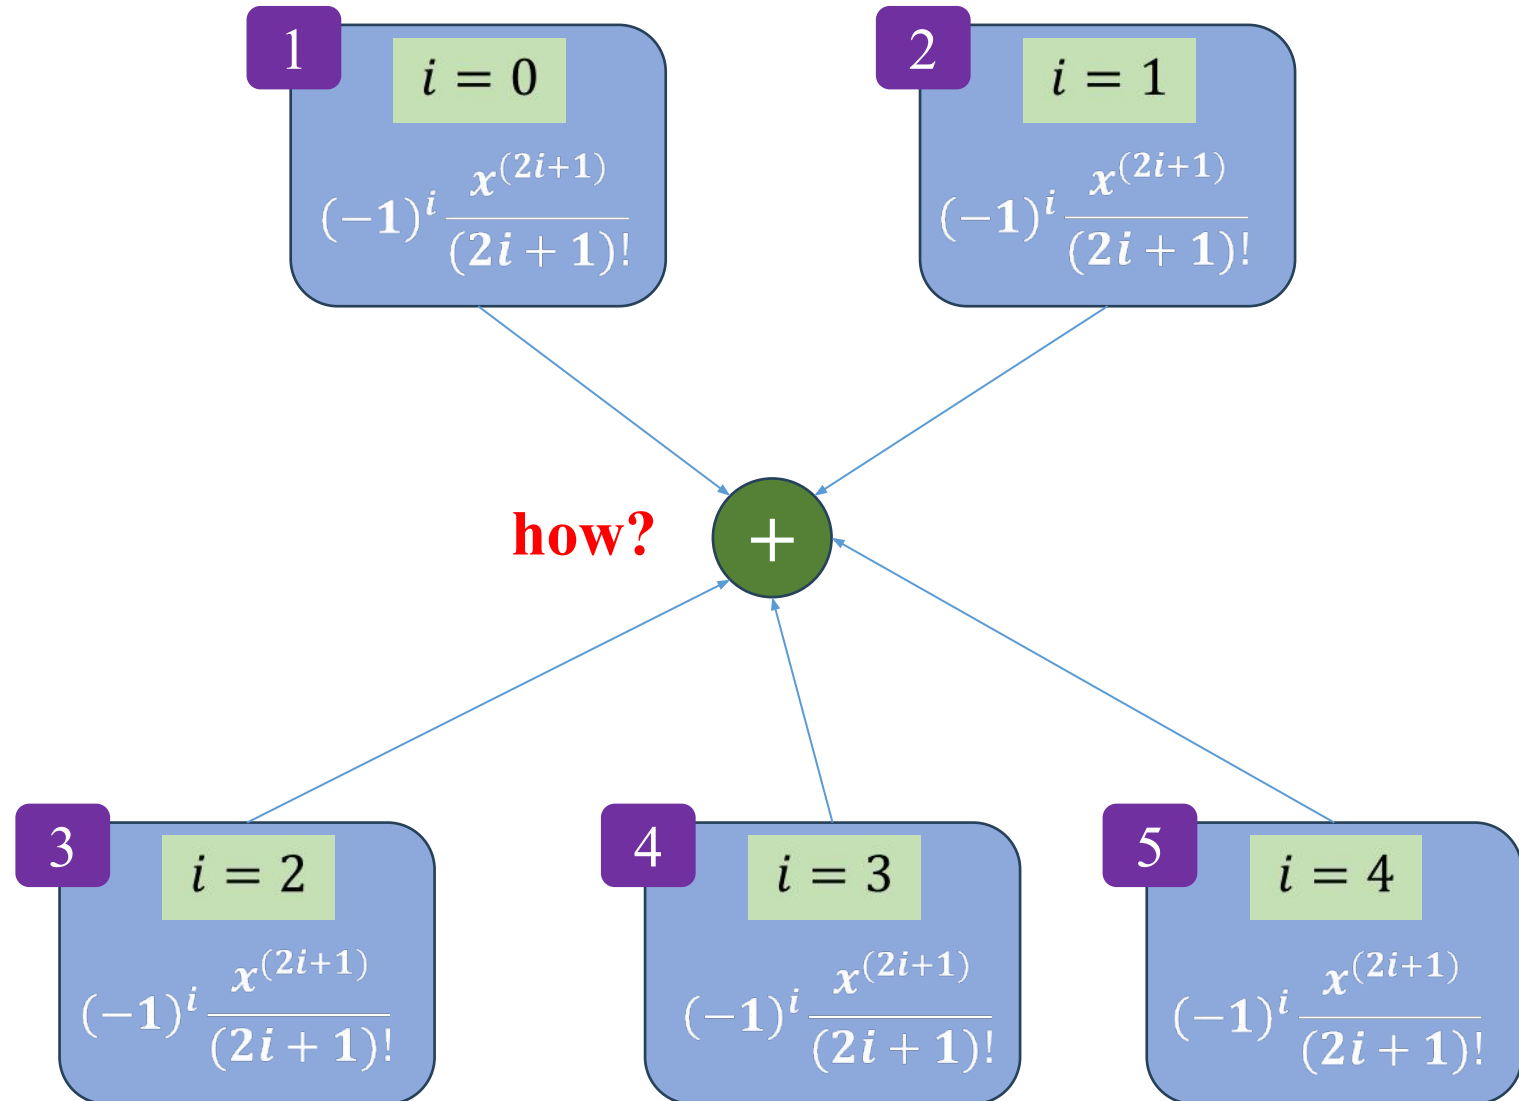 1
i = 0
(−1)^i x^(2i+1) / (2i + 1)!
2
i = 1
(−1)^i x^(2i+1) / (2i + 1)!
how?
+
3
i = 2
(−1)^i x^(2i+1) / (2i + 1)!
4
i = 3
(−1)^i x^(2i+1) / (2i + 1)!
5
i = 4
(−1)^i x^(2i+1) / (2i + 1)!